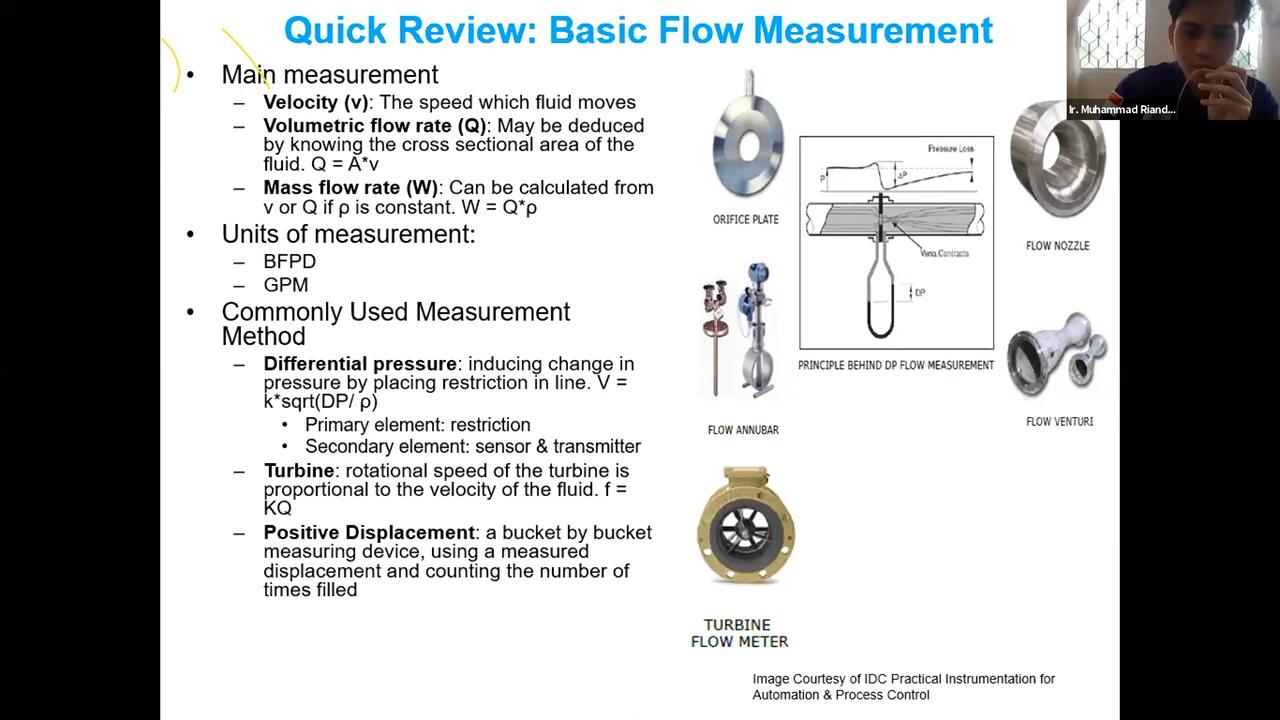 Quick Review: Basic Flow Measurement
• Main measurement
– Velocity (v): The speed which fluid moves
– Volumetric flow rate (Q): May be deduced
by knowing the cross sectional area of the
fluid. Q = A*v
– Mass flow rate (W): Can be calculated from
v or Q if ρ is constant. W = Q*ρ
• Units of measurement:
– BFPD
– GPM
• Commonly Used Measurement
Method
– Differential pressure: inducing change in
pressure by placing restriction in line. V =
k*sqrt(DP/ ρ)
• Primary element: restriction
• Secondary element: sensor & transmitter
– Turbine: rotational speed of the turbine is
proportional to the velocity of the fluid. f =
KQ
– Positive Displacement: a bucket by bucket
measuring device, using a measured
displacement and counting the number of
times filled
ORIFICE PLATE
Pressure Loss
P
ΔP
Vena Contracta
DP
PRINCIPLE BEHIND DP FLOW MEASUREMENT
FLOW NOZZLE
FLOW ANNUBAR
FLOW VENTURI
TURBINE
FLOW METER
Image Courtesy of IDC Practical Instrumentation for
Automation & Process Control
Ir. Muhammad Riand...